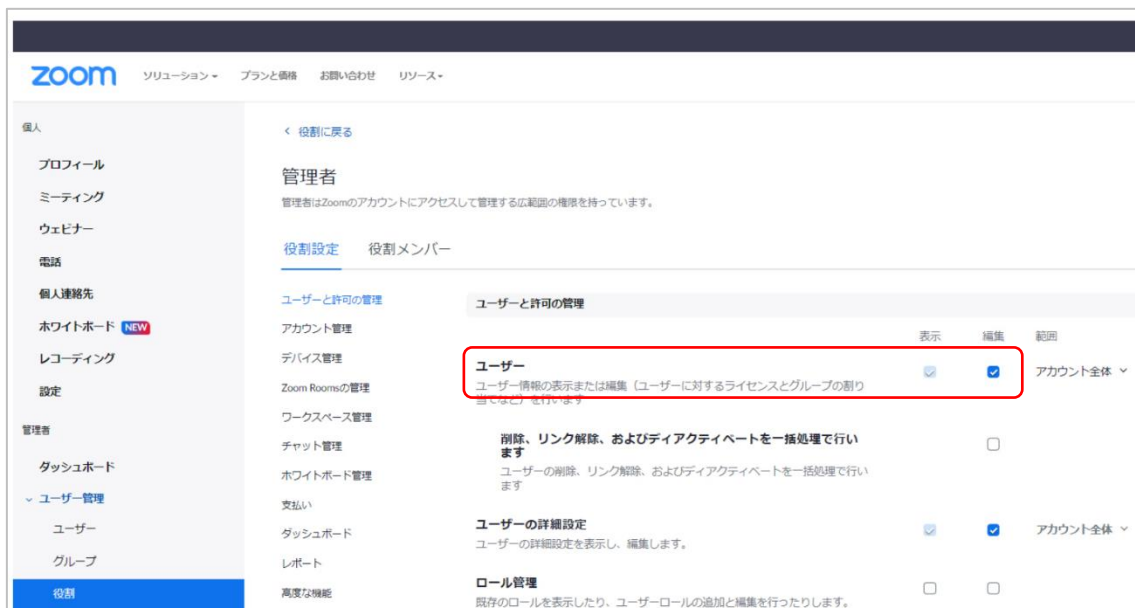 zoom ソリューション プランと価格 お問い合わせ リソース
個人
プロフィール
ミーティング
ウェビナー
電話
個人連絡先
ホワイトボード NEW
レコーディング
設定
管理者
ダッシュボード
ユーザー管理
ユーザー
グループ
役割
役割に戻る
管理者
管理者はZoomのアカウントにアクセスして管理する広範囲の権限を持っています。
役割設定 役割メンバー
ユーザーと許可の管理
アカウント管理
デバイス管理
Zoom Roomsの管理
ワークスペース管理
チャット管理
ホワイトボード管理
支払い
ダッシュボード
レポート
高度な機能
ユーザーと許可の管理
表示 編集 範囲
ユーザー
アカウント全体
ユーザー情報の表示または編集（ユーザーに対するライセンスとグループの割り
当てなど）を行います
削除、リンク解除、およびディアクティベートを一括処理で行い
ます
ユーザーの削除、リンク解除、およびディアクティベートを一括処理で行い
ます
ユーザーの詳細設定
アカウント全体
ユーザーの詳細設定を表示し、編集します。
ロール管理
既存のロールを表示したり、ユーザーロールの追加と編集を行ったりします。